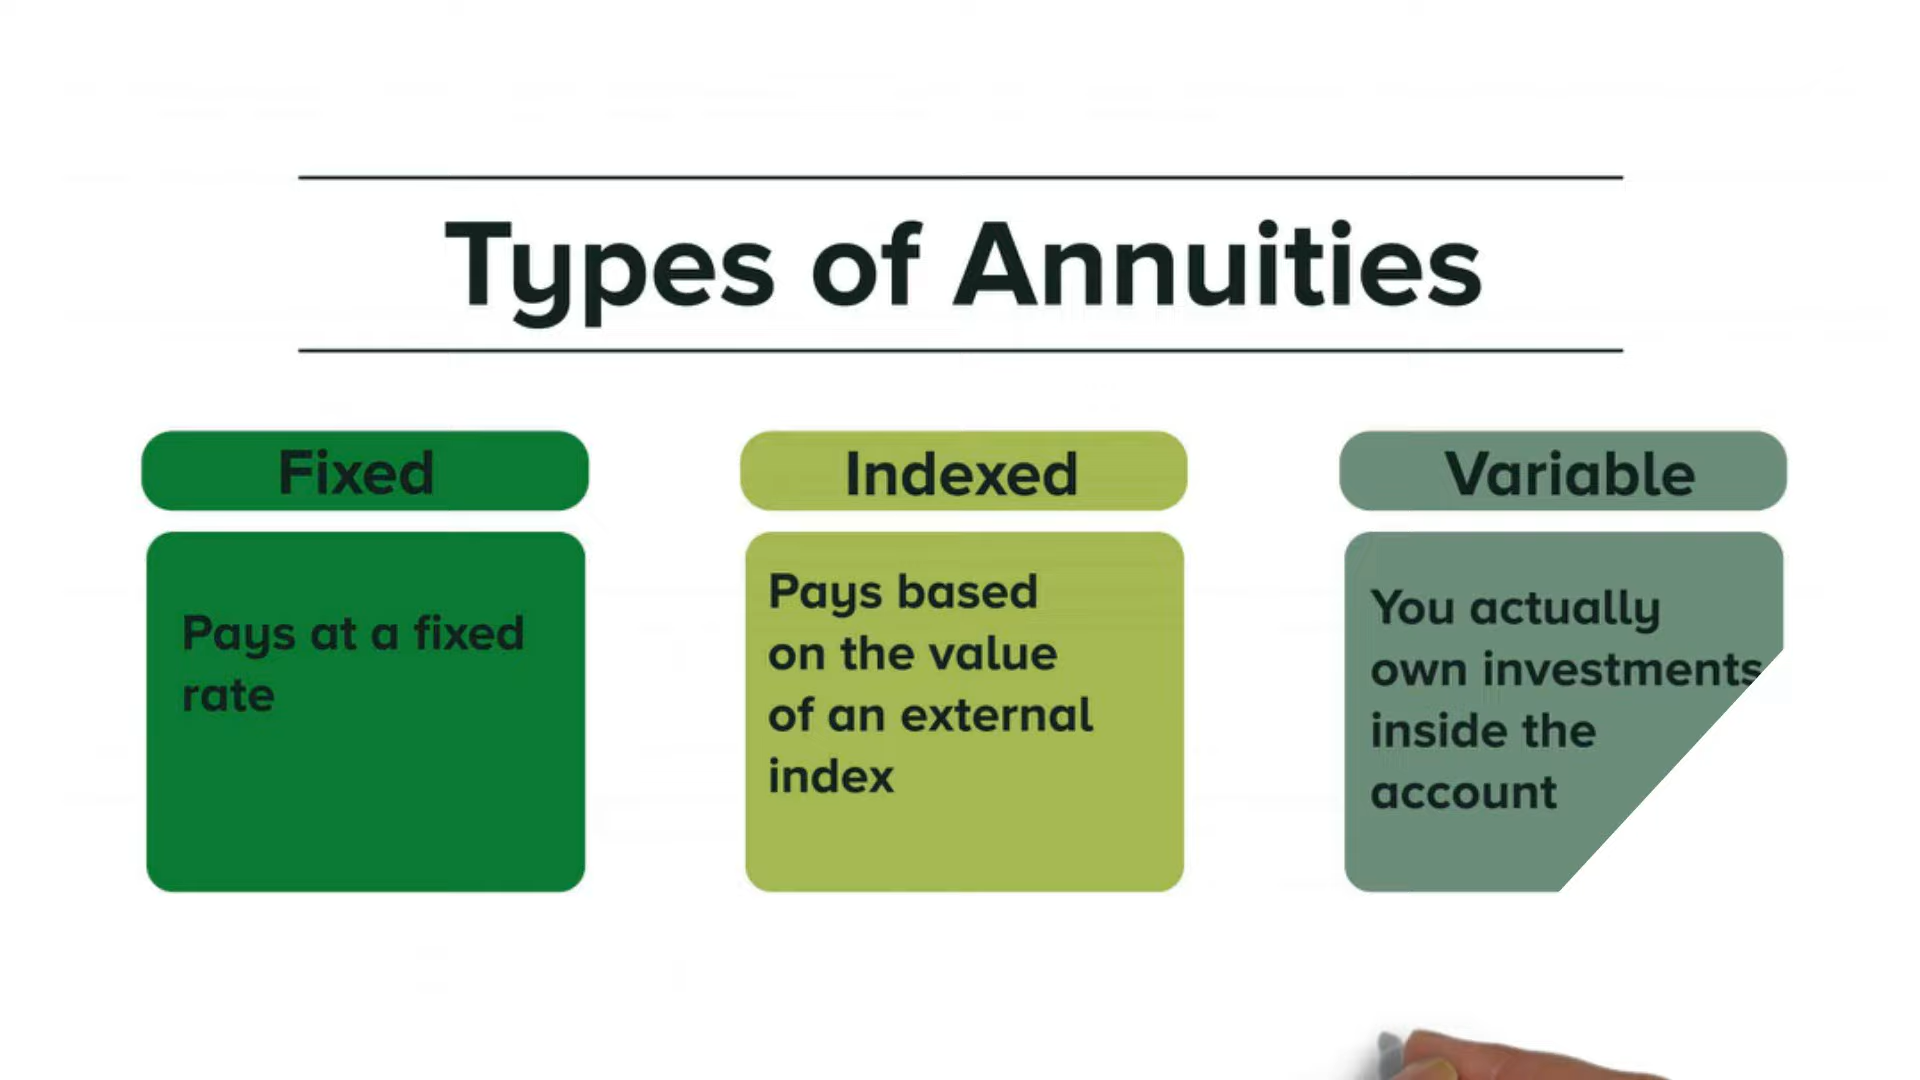 Types of Annuities
Fixed
Pays at a fixed
rate
Indexed
Pays based
on the value
of an external
index
Variable
You actually
own investments
inside the
account